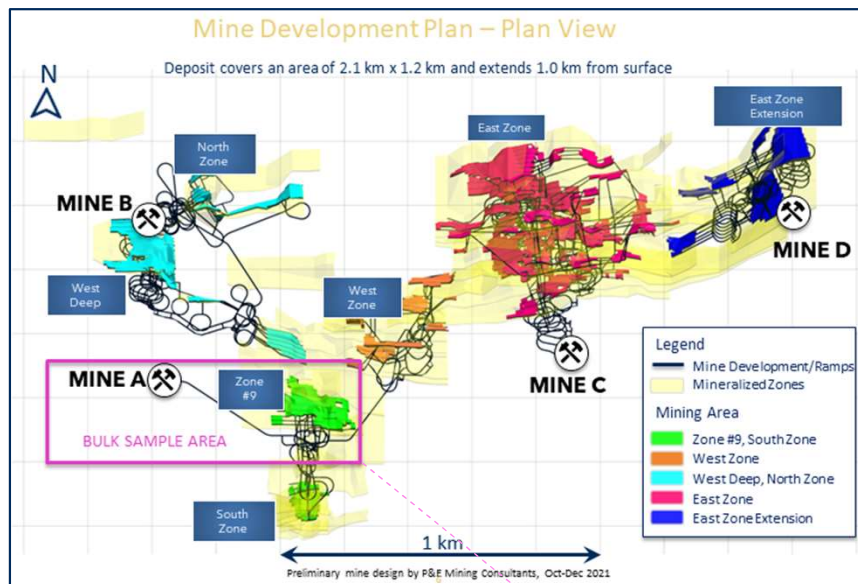 Mine Development Plan – Plan View
Deposit covers an area of 2.1 km x 1.2 km and extends 1.0 km from surface
N
North
Zone
East Zone
East Zone
Extension
MINE B
MINE D
West
Deep
West
Zone
MINE A
Zone
#9
MINE C
BULK SAMPLE AREA
South
Zone
Legend
Mine Development/Ramps
Mineralized Zones
Mining Area
Zone #9, South Zone
West Zone
West Deep, North Zone
East Zone
East Zone Extension
1 km
Preliminary mine design by P&E Mining Consultants, Oct-Dec 2021